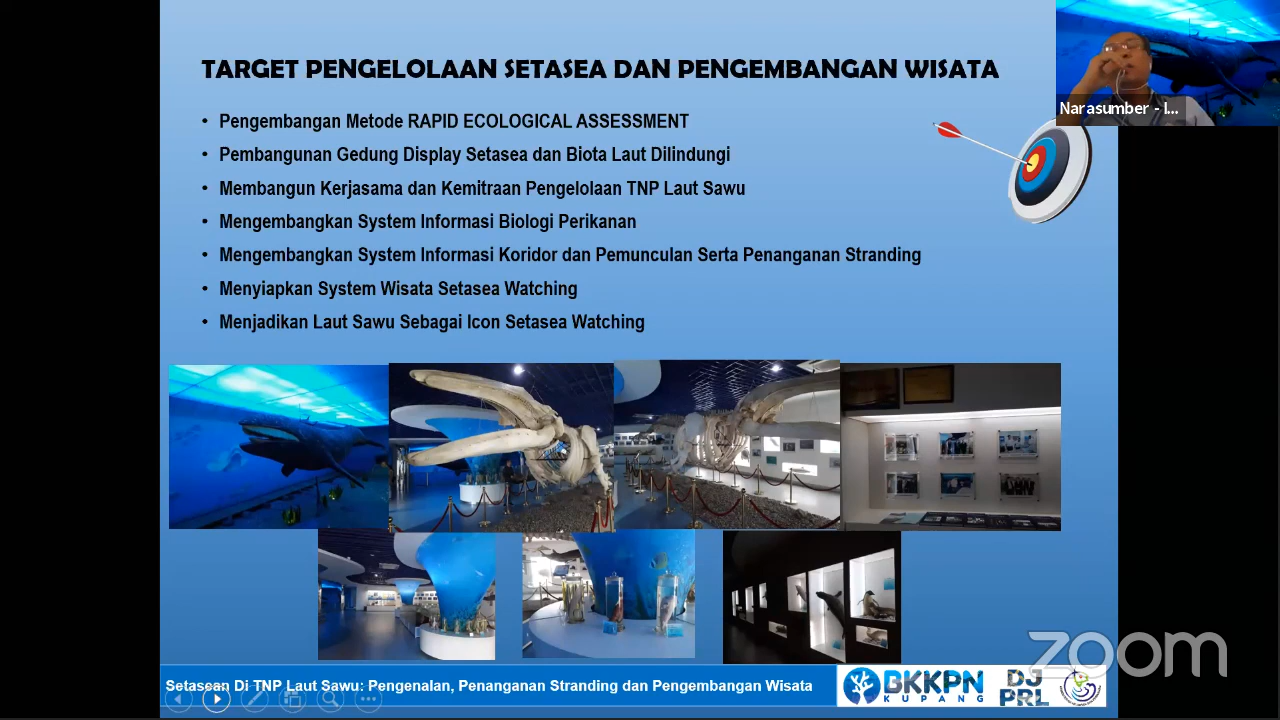 TARGET PENGELOLAAN SETASEA DAN PENGEMBANGAN WISATA
Narasumber - I...
• Pengembangan Metode RAPID ECOLOGICAL ASSESSMENT
• Pembangunan Gedung Display Setasea dan Biota Laut Dilindungi
• Membangun Kerjasama dan Kemitraan Pengelolaan TNP Laut Sawu
• Mengembangkan System Informasi Biologi Perikanan
• Mengembangkan System Informasi Koridor dan Pemunculan Serta Penanganan Stranding
• Menyiapkan System Wisata Setasea Watching
• Menjadikan Laut Sawu Sebagai Icon Setasea Watching
zoom
Setasean Di TNP Laut Sawu: Pengenalan, Penanganan Stranding dan Pengembangan Wisata
BKKPN
KUPANG
DJ
PRL